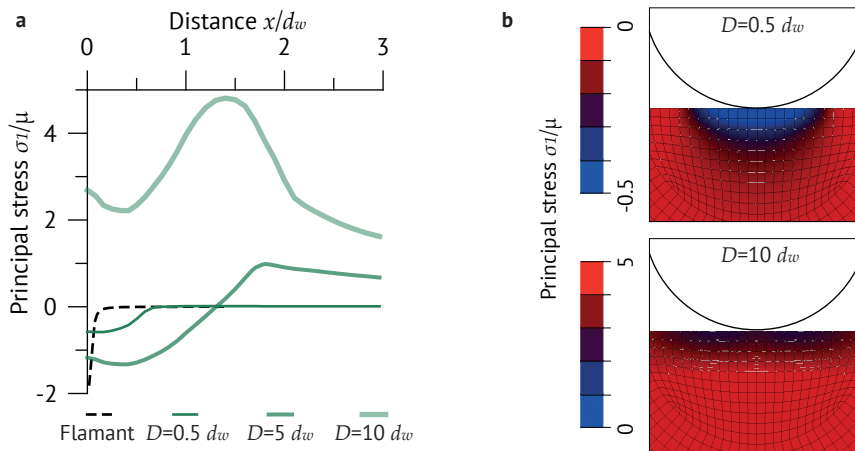 a
Distance x/dw
0 1 2 3
Principal stress σ1/μ
4
2
0
-2
Flamant D=0.5 dw D=5 dw D=10 dw
b
Principal stress σ1/μ
0
-0.5
D=0.5 dw
5
0
D=10 dw